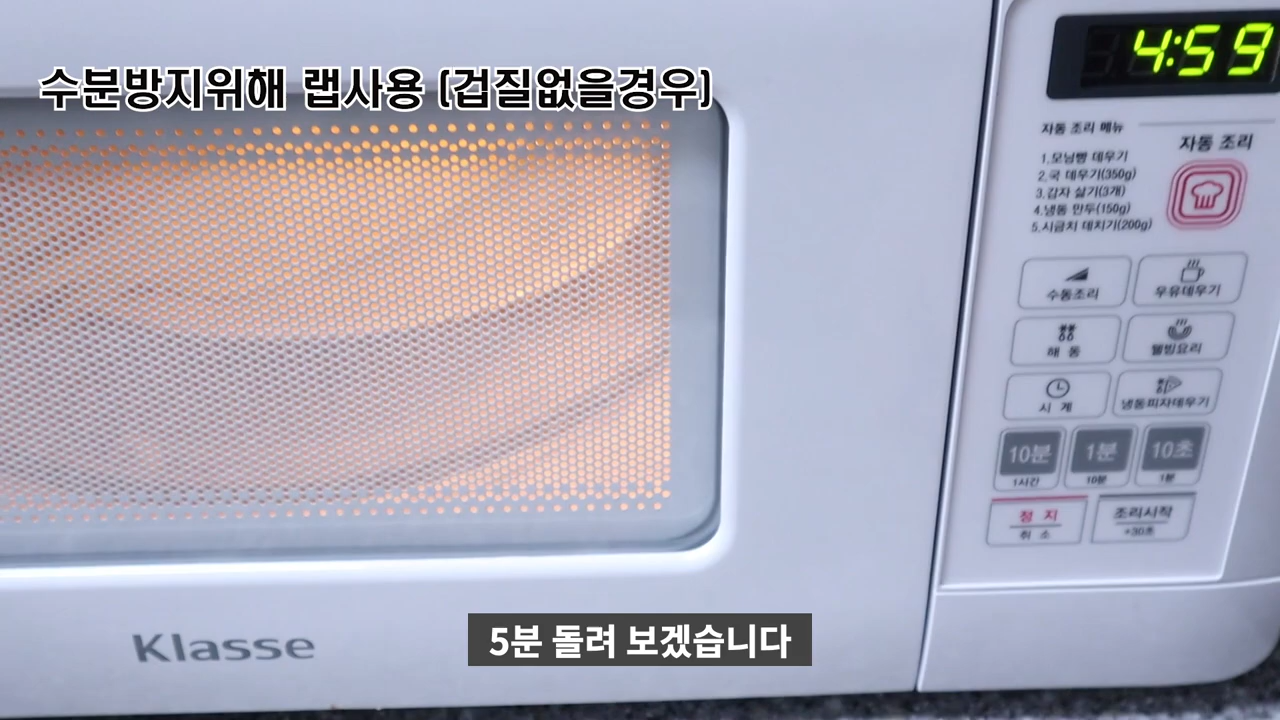 수분방지위해 랩사용 (겁질없을경우)
4:59
자동 조리 메뉴
자동 조리
1.모닝빵 데우기
2.국 데우기(350g)
3.감자 삶기(3개)
4.냉동 만두(150g)
5.시금치 데치기(200g)
수동조리
우유데우기
해 동
웰빙요리
시 계
냉동피자데우기
10분
1분
10초
1시간
10분
1분
정 지
조리시작
취 소
+30초
Klasse
5분 돌려 보겠습니다